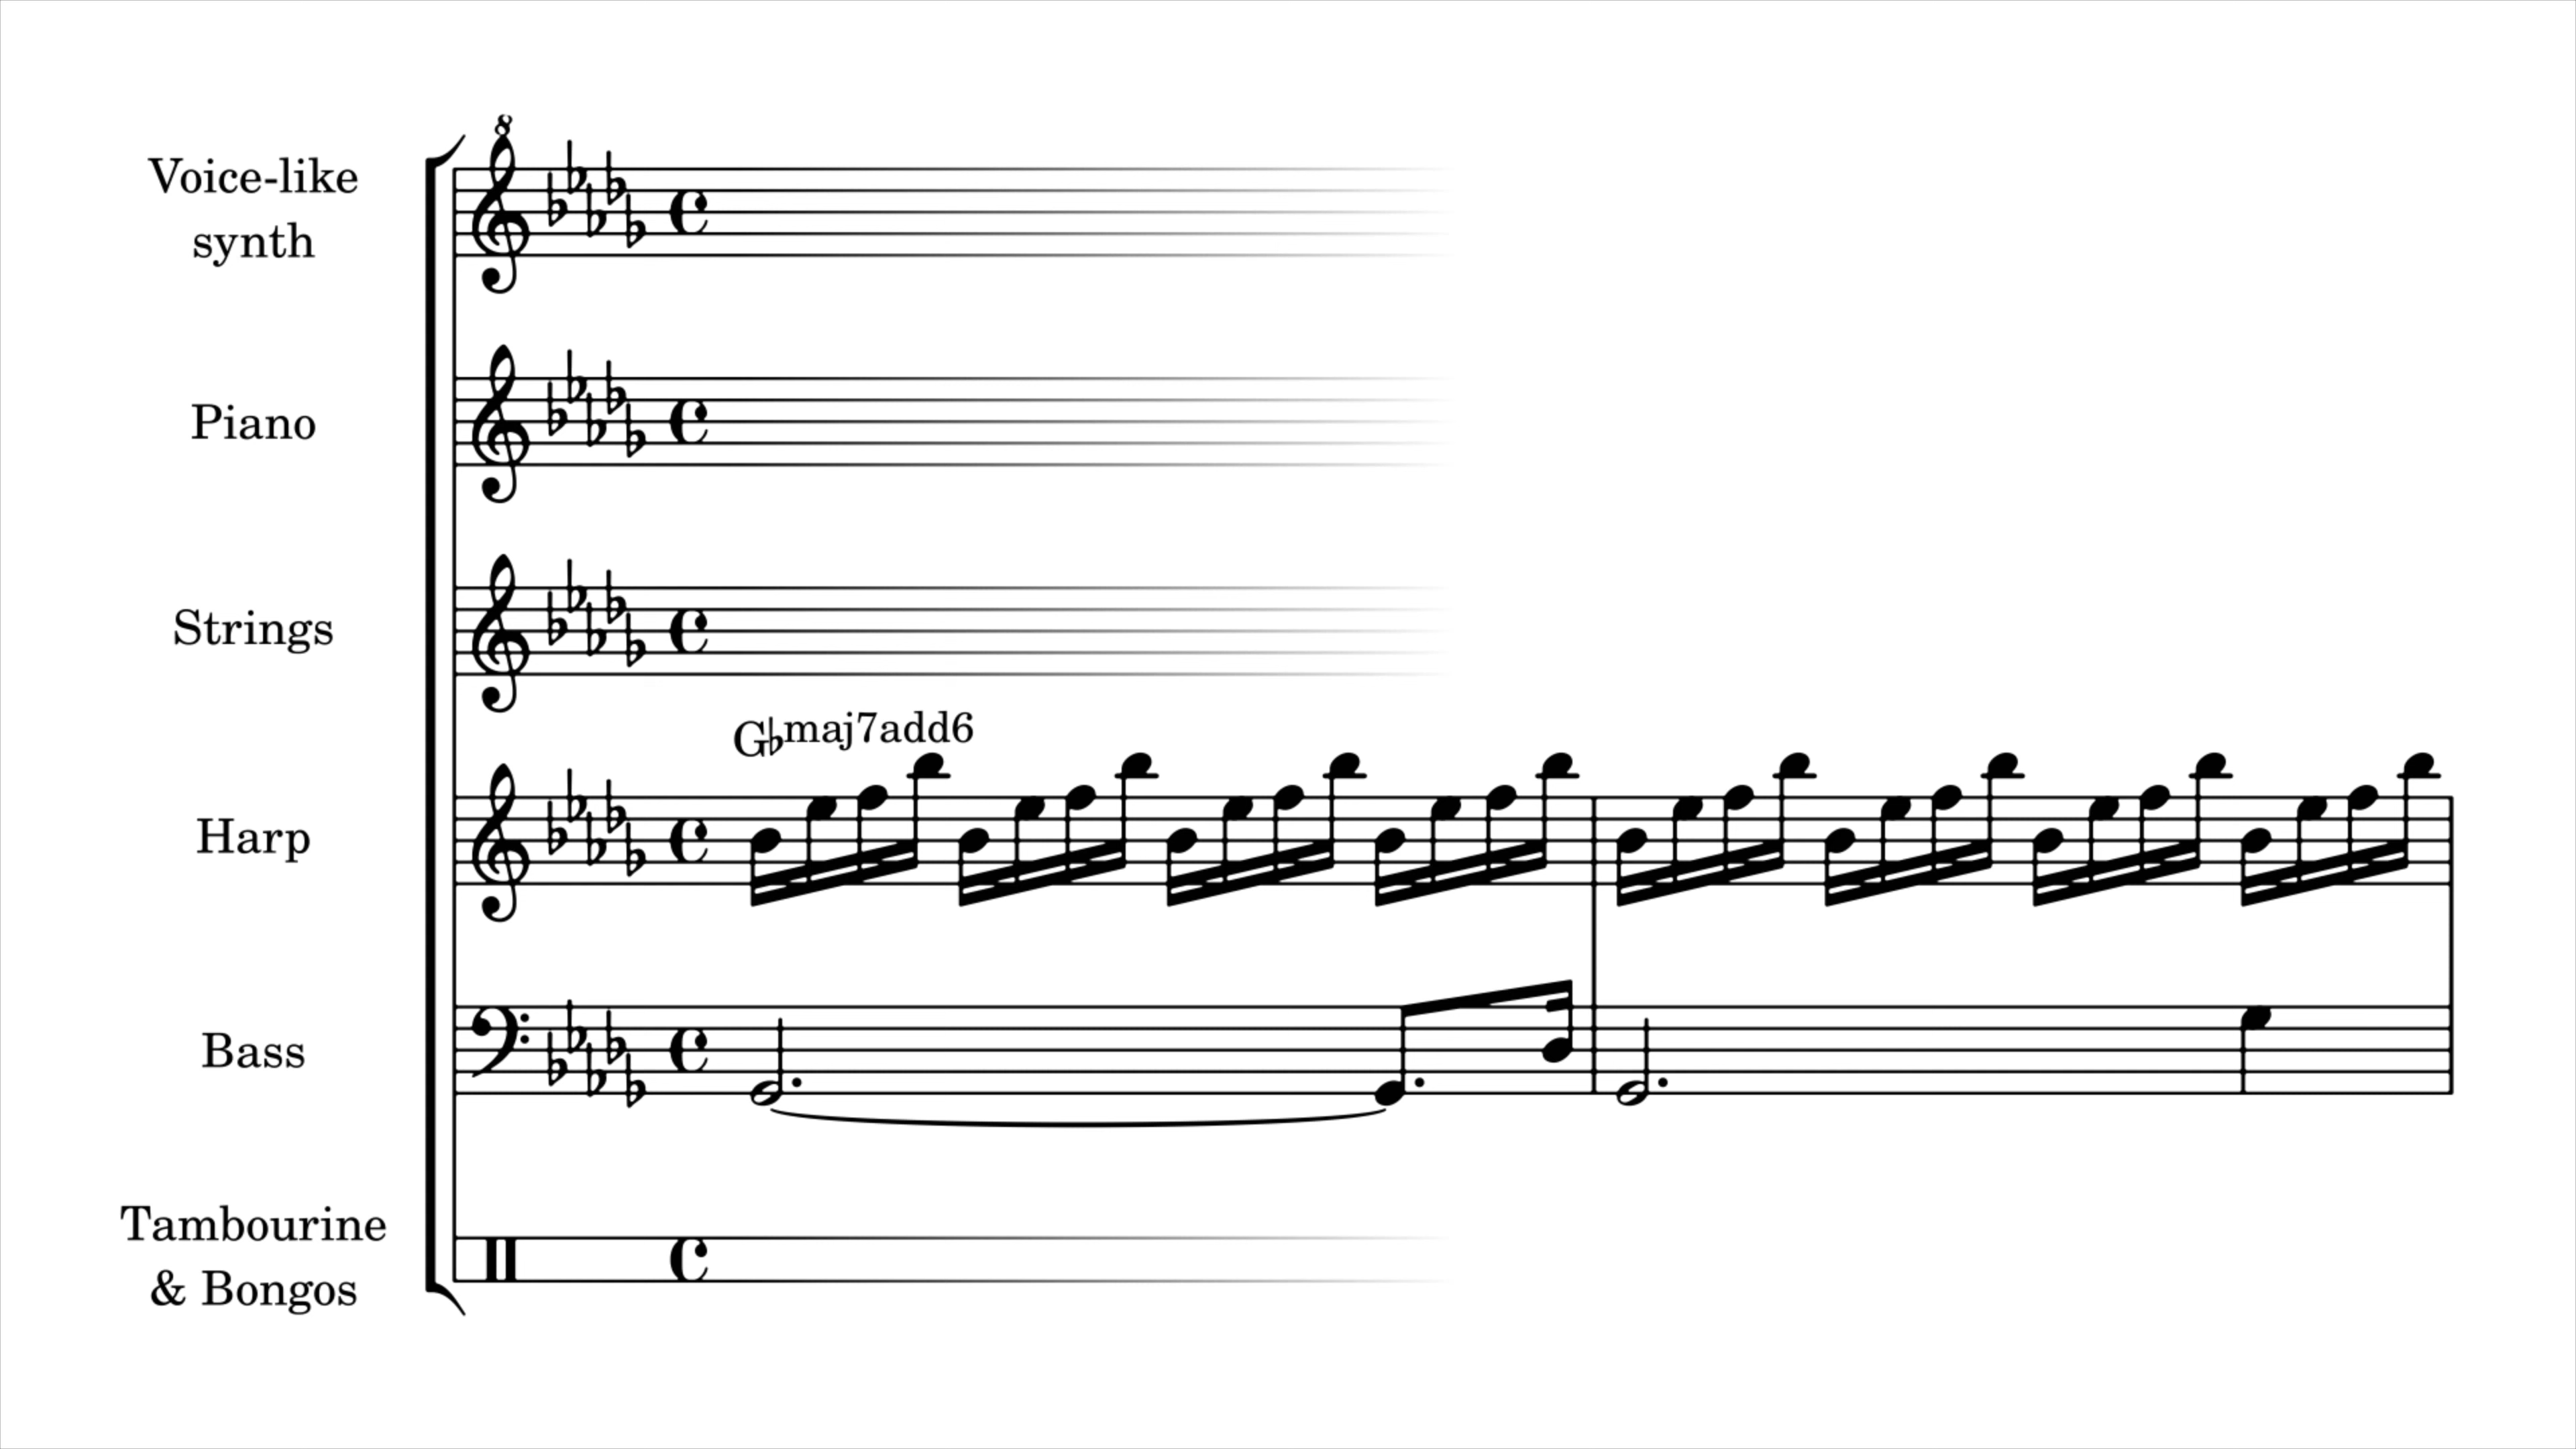 Voice-like
synth
Piano
Strings
G♭maj7add6
Harp
Bass
Tambourine
& Bongos